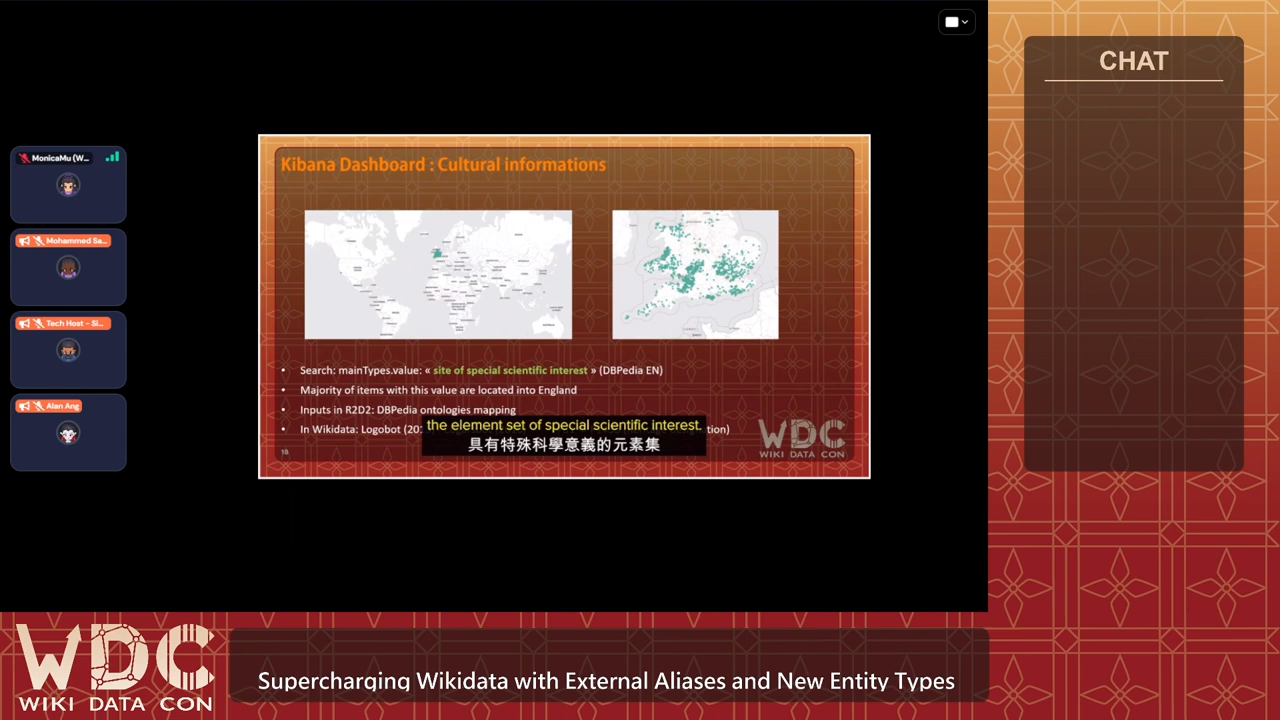 CHAT
MonicaMu (W...
Mohammed Sa...
Tech Host – Si...
Alan Ang
Kibana Dashboard : Cultural informations
• Search: mainTypes.value: « site of special scientific interest » (DBPedia EN)
• Majority of items with this value are located into England
• Inputs in R2D2: DBPedia ontologies mapping
• In Wikidata: Logobot (20 tion)
the element set of special scientific interest.
具有特殊科學意義的元素集
18
WDC
WIKI DATA CON
WDC
WIKI DATA CON
Supercharging Wikidata with External Aliases and New Entity Types